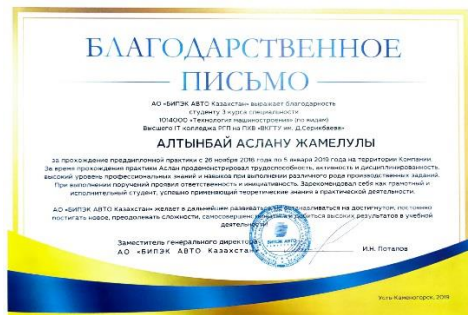 БЛАГОДАРСТВЕННОЕ
ПИСЬМО
АО «БИПЭК АВТО Казахстан» выражает благодарность
студенту 3 курса специальности
1014000 «Технология машиностроения» (по видам)
Высшего IT колледжа РГП на ПХВ «ВКГТУ им. Д.Серикбаева»
АЛТЫНБАЙ АСЛАНУ ЖАМЕЛУЛЫ
за прохождение преддипломной практики с 26 ноября 2018 года по 5 января 2019 года на территории Компании.
За время прохождения практики Аслан продемонстрировал трудоспособность, активность и дисциплинированность,
высокий уровень профессиональных знаний и навыков при выполнении различного рода производственных заданий.
При выполнении поручений проявил ответственность и инициативность. Зарекомендовал себя как грамотный и
исполнительный студент, успешно применяющий теоретические знания в практической деятельности.
АО «БИПЭК АВТО Казахстан» желает в дальнейшем развиваться, не останавливаться на достигнутом, постоянно
постигать новое, преодолевать сложности, самосовершенствоваться и добиться высоких результатов в учебной
деятельности!
Заместитель генерального директора
АО «БИПЭК АВТО Казахстан» И.Н. Потапов
БИПЭК АВТО
Усть-Каменогорск, 2019